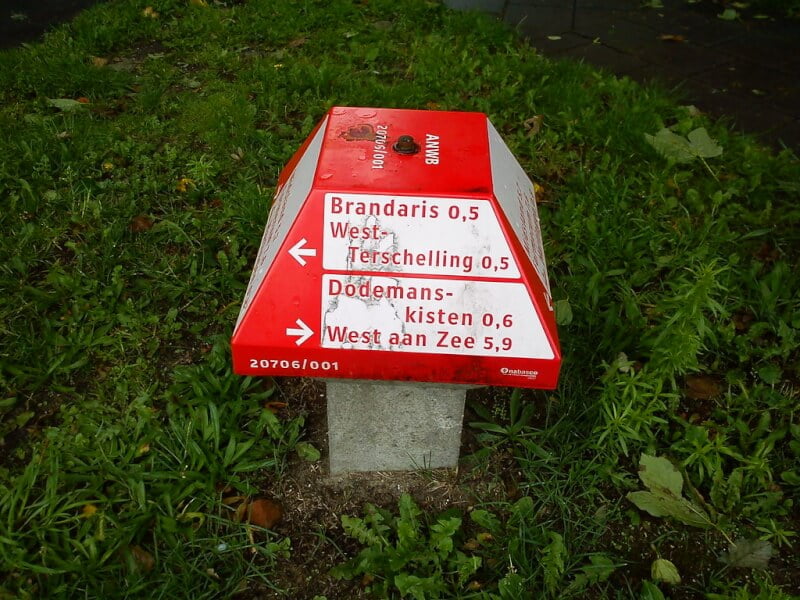 ANWB
20706/001
Brandaris 0,5
West-
Terschelling 0,5
Dodemans-
kisten 0,6
West aan Zee 5,9
20706/001